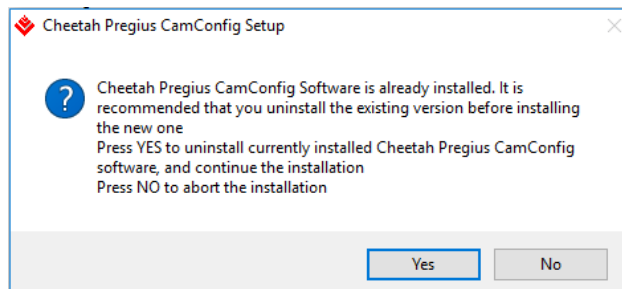 Cheetah Pregius CamConfig Setup
Cheetah Pregius CamConfig Software is already installed. It is
recommended that you uninstall the existing version before installing
the new one
Press YES to uninstall currently installed Cheetah Pregius CamConfig
software, and continue the installation
Press NO to abort the installation
Yes
No